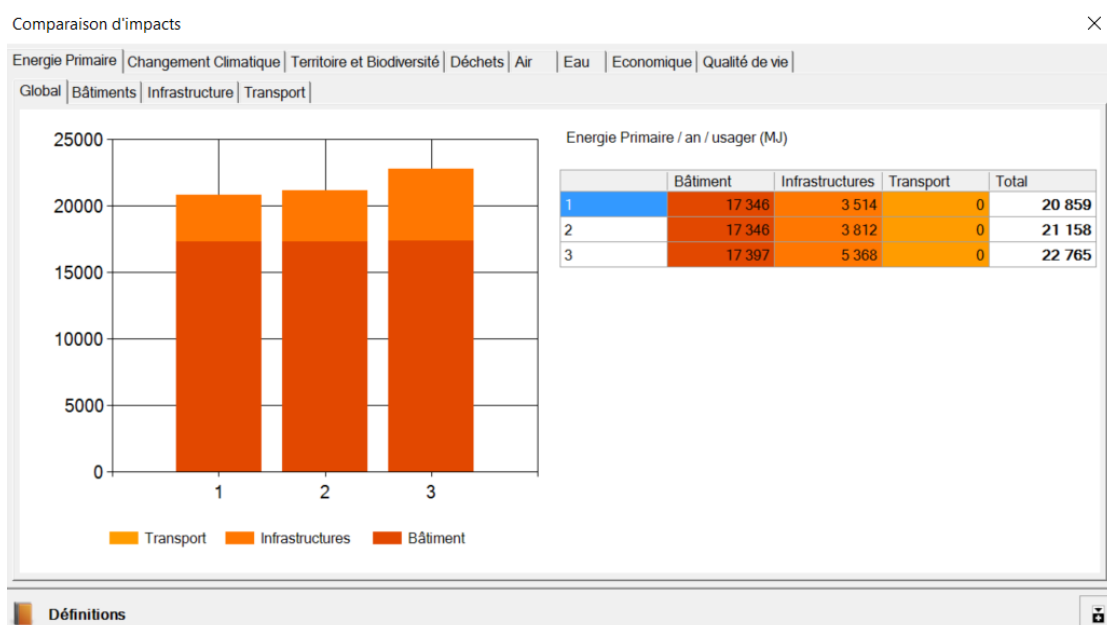 Comparaison d'impacts
Energie Primaire Changement Climatique Territoire et Biodiversité Déchets Air Eau Economique Qualité de vie
Global Bâtiments Infrastructure Transport
25000
20000
15000
10000
5000
0
1 2 3
Transport Infrastructures Bâtiment
Energie Primaire / an / usager (MJ)
Bâtiment Infrastructures Transport Total
1 17 346 3 514 0 20 859
2 17 346 3 812 0 21 158
3 17 397 5 368 0 22 765
Définitions